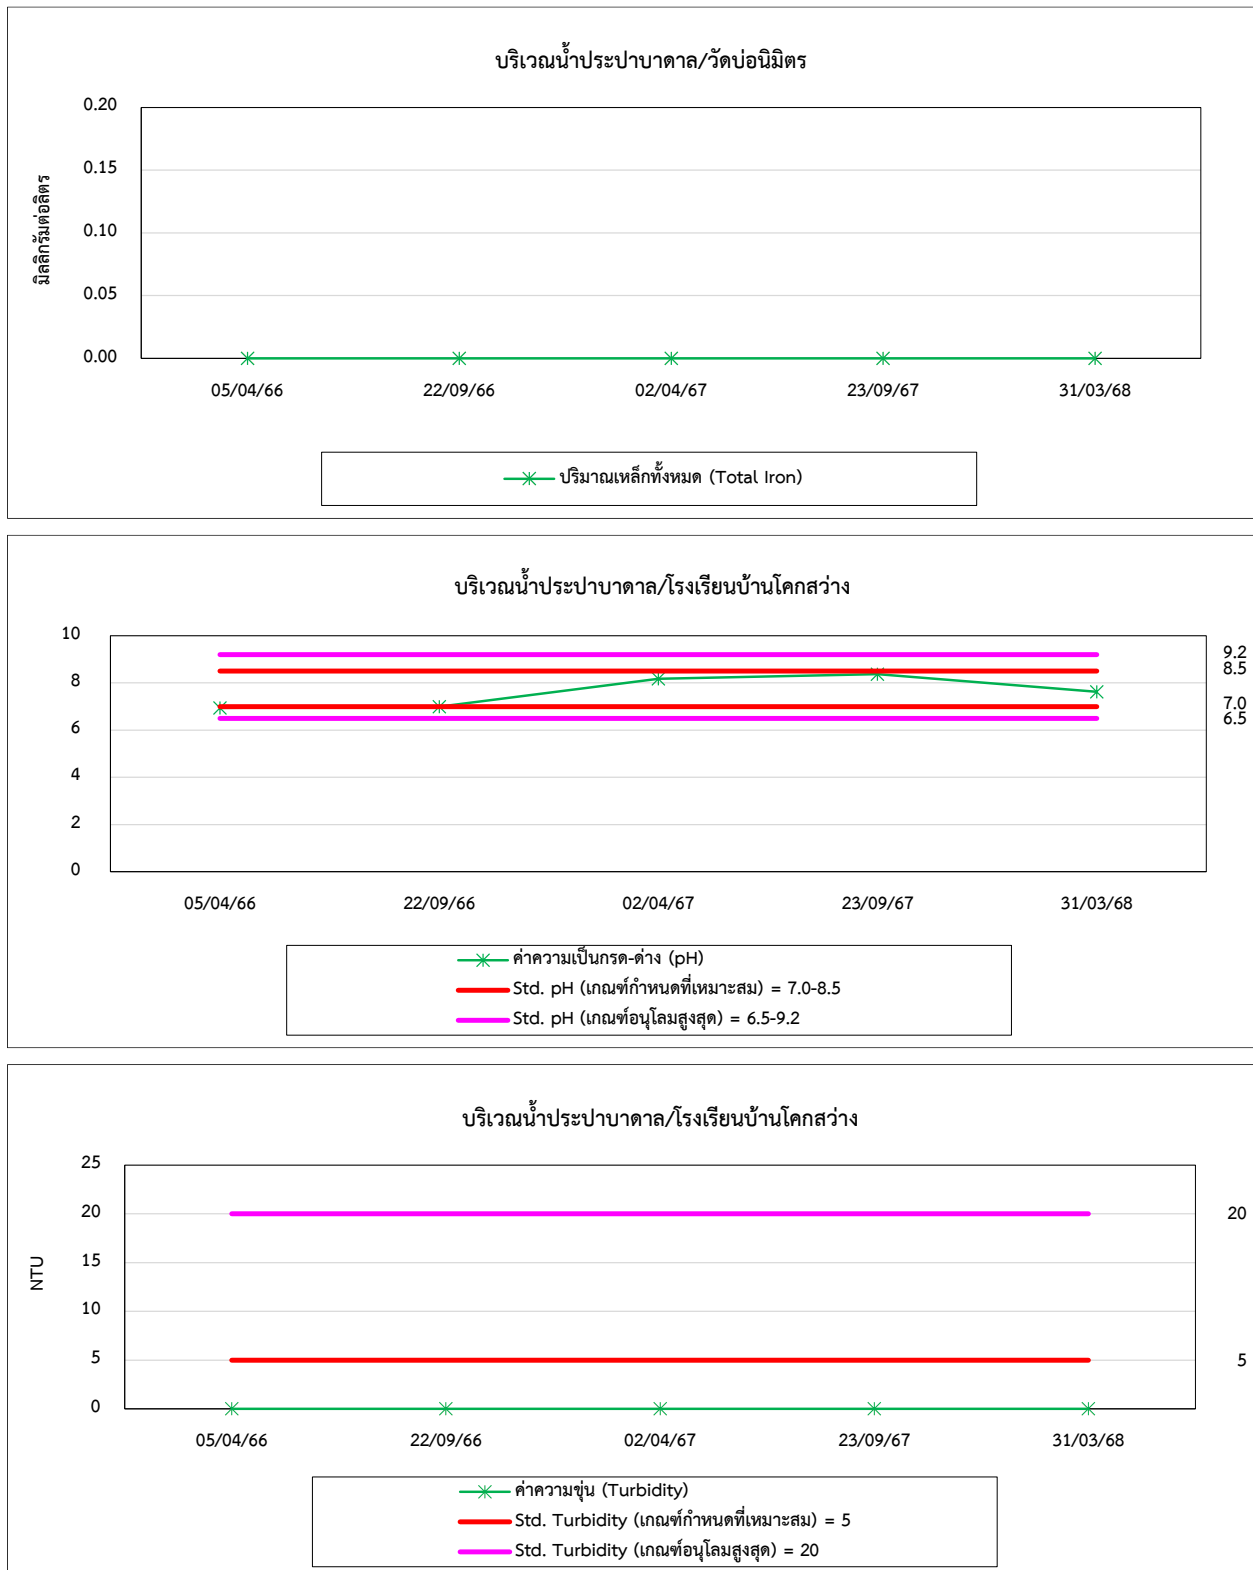 บริเวณน้ำประปาบาดาล/วัดบ่อนิมิตร
0.20
0.15
0.10
0.05
0.00
มิลลิกรัมต่อลิตร
05/04/66 22/09/66 02/04/67 23/09/67 31/03/68
ปริมาณเหล็กทั้งหมด (Total Iron)
บริเวณน้ำประปาบาดาล/โรงเรียนบ้านโคกสว่าง
10
8
6
4
2
0
9.2
8.5
7.0
6.5
05/04/66 22/09/66 02/04/67 23/09/67 31/03/68
ค่าความเป็นกรด-ด่าง (pH)
Std. pH (เกณฑ์กำหนดที่เหมาะสม) = 7.0-8.5
Std. pH (เกณฑ์อนุโลมสูงสุด) = 6.5-9.2
บริเวณน้ำประปาบาดาล/โรงเรียนบ้านโคกสว่าง
25
20
15
10
5
0
NTU
20
5
05/04/66 22/09/66 02/04/67 23/09/67 31/03/68
ค่าความขุ่น (Turbidity)
Std. Turbidity (เกณฑ์กำหนดที่เหมาะสม) = 5
Std. Turbidity (เกณฑ์อนุโลมสูงสุด) = 20